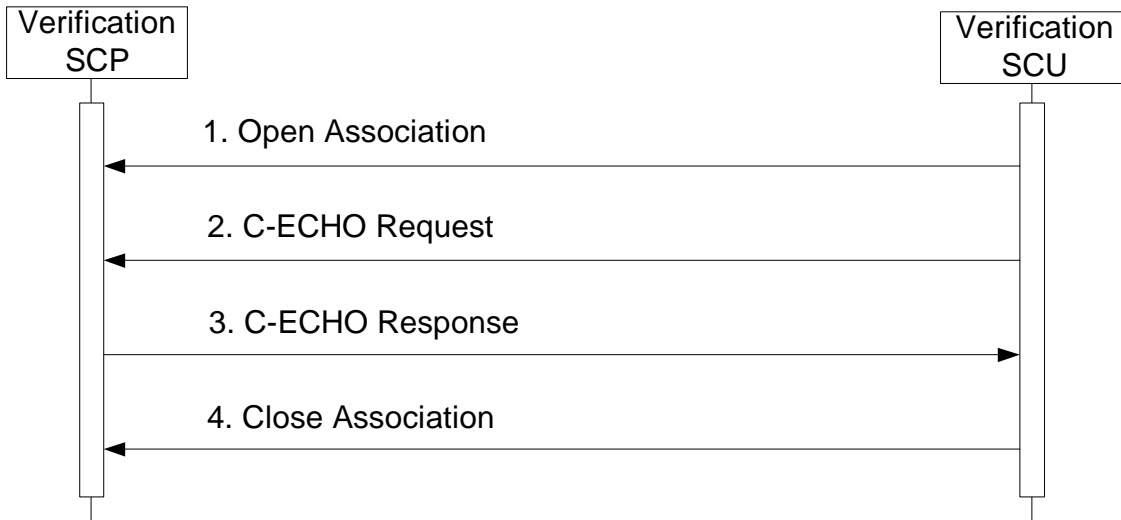 Verification
SCP
Verification
SCU
1. Open Association
2. C-ECHO Request
3. C-ECHO Response
4. Close Association